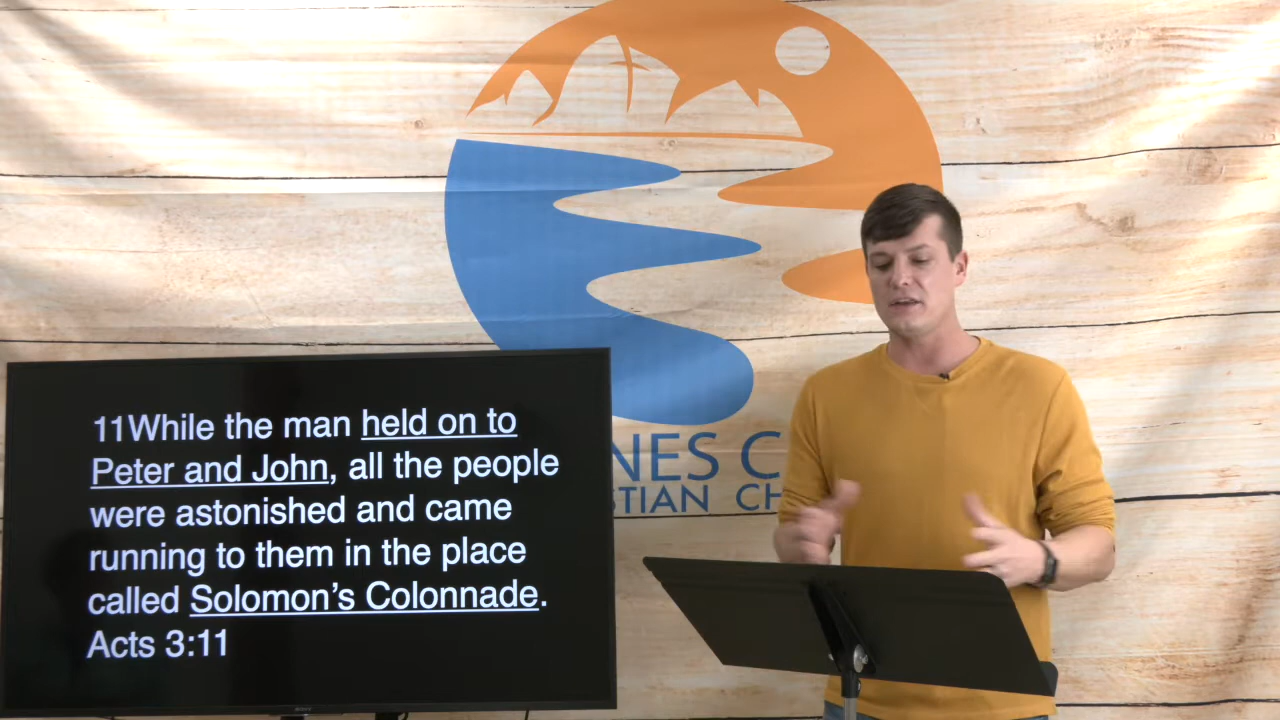 11While the man held on to
Peter and John, all the people
were astonished and came
running to them in the place
called Solomon's Colonnade.
Acts 3:11